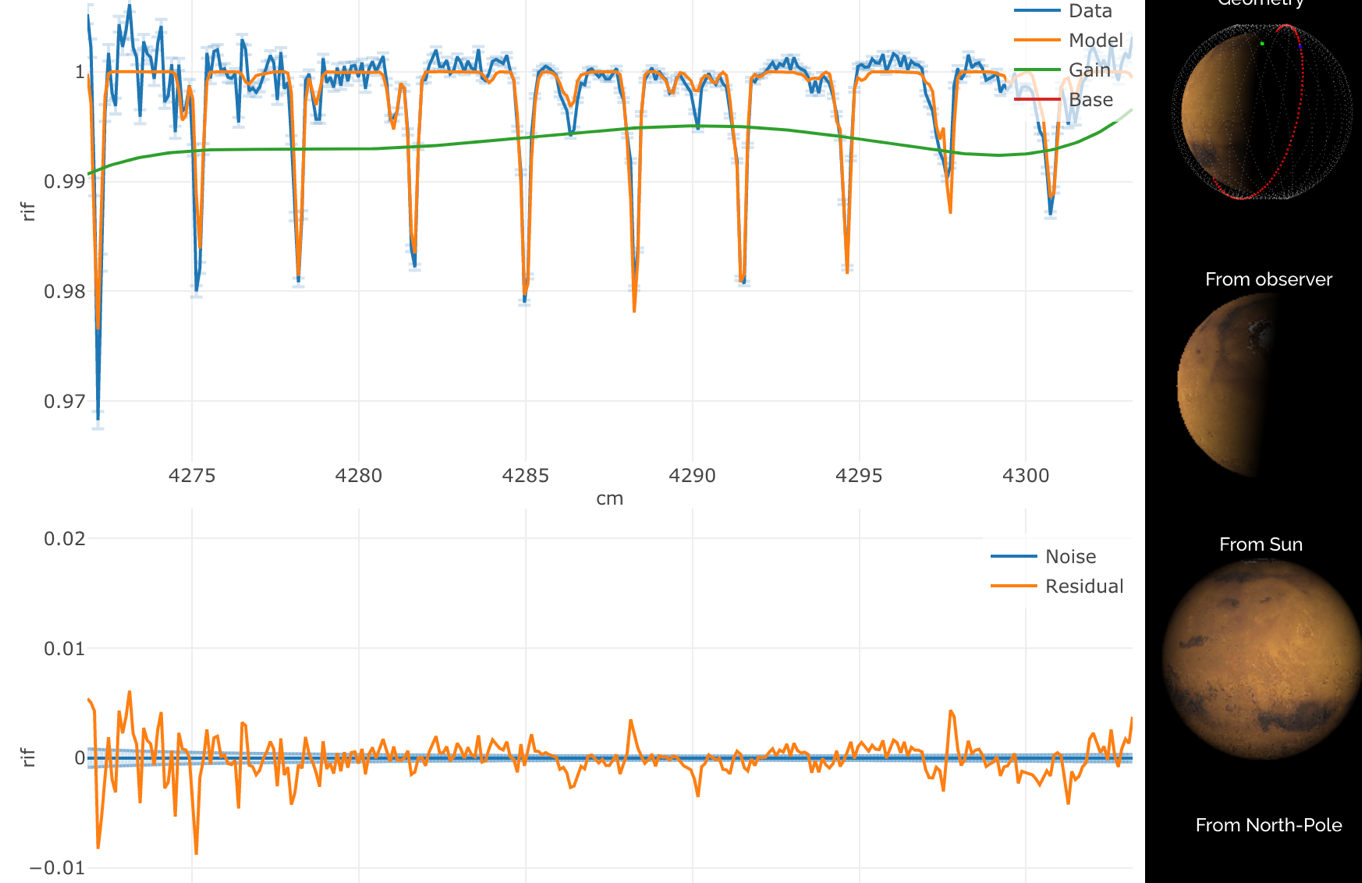 Geometry
Data
Model
Gain
Base
1
0.99
0.98
0.97
rif
4275
4280
4285
4290
4295
4300
cm
From observer
From Sun
0.02
0.01
0
−0.01
rif
Noise
Residual
From North-Pole